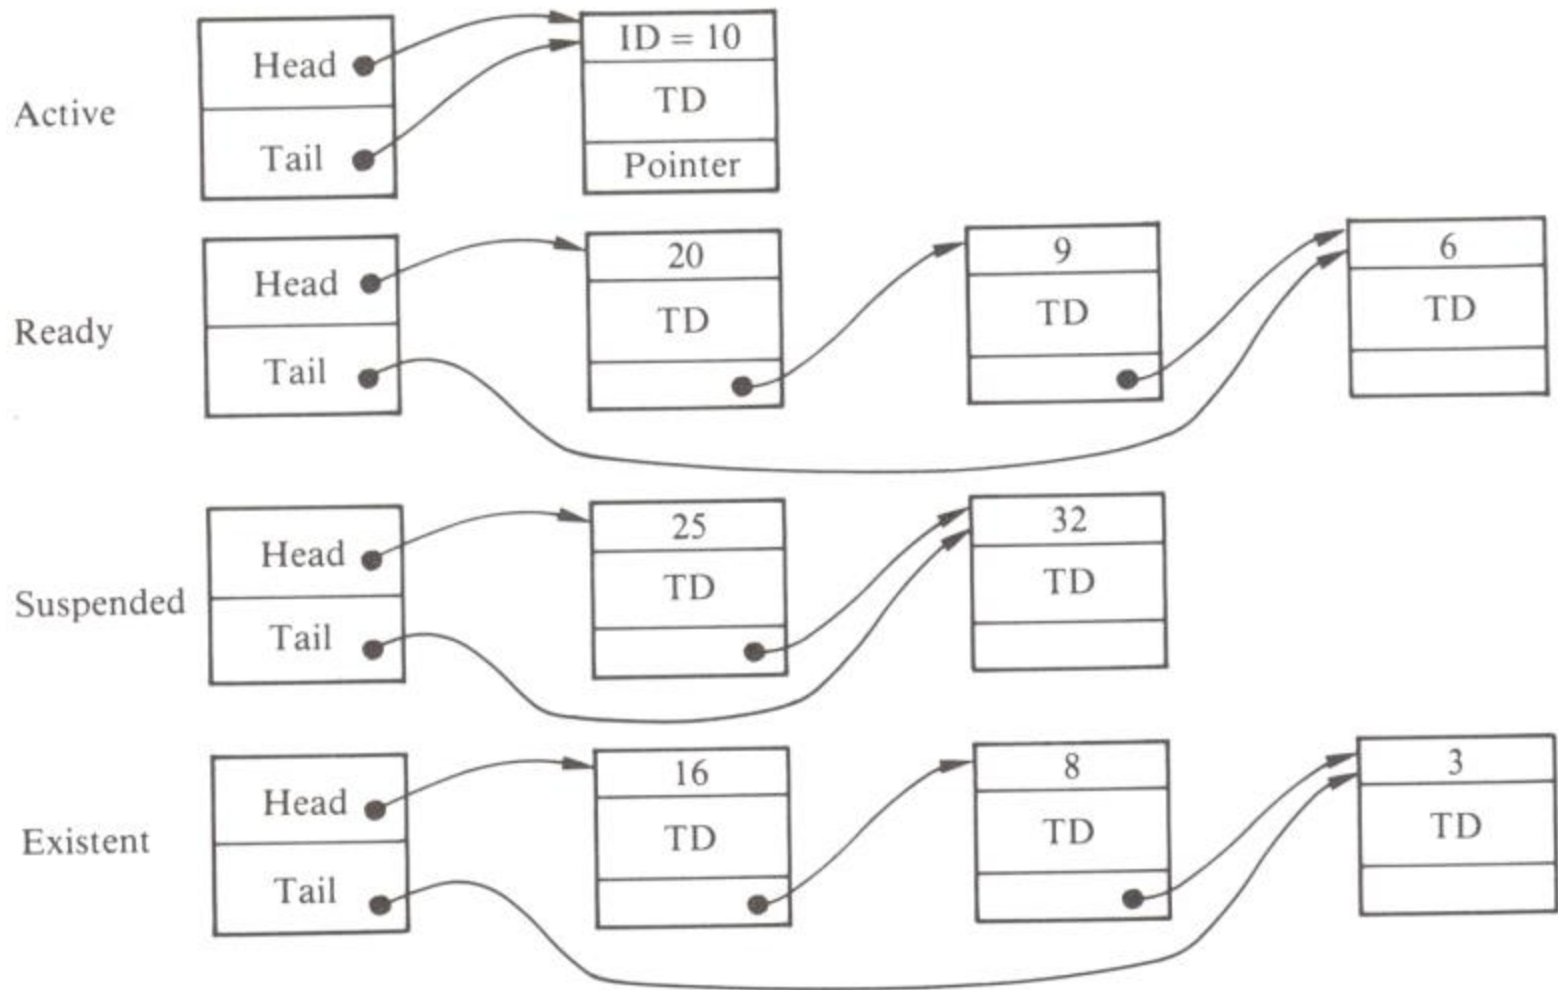 Active
Head
Tail
ID = 10
TD
Pointer
Ready
Head
Tail
20
TD
9
TD
6
TD
Suspended
Head
Tail
25
TD
32
TD
Existent
Head
Tail
16
TD
8
TD
3
TD